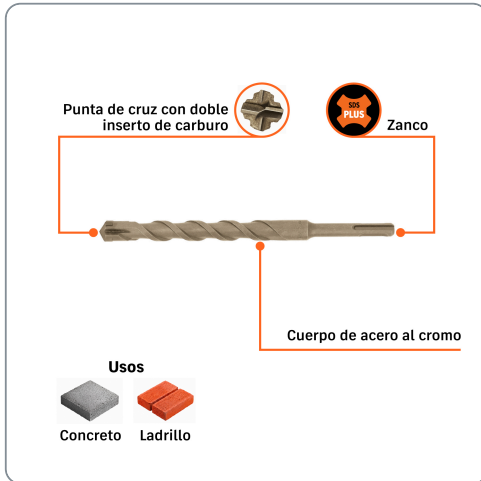 Punta de cruz con doble
inserto de carburo
SDS
PLUS
Zanco
Cuerpo de acero al cromo
Usos
Concreto
Ladrillo